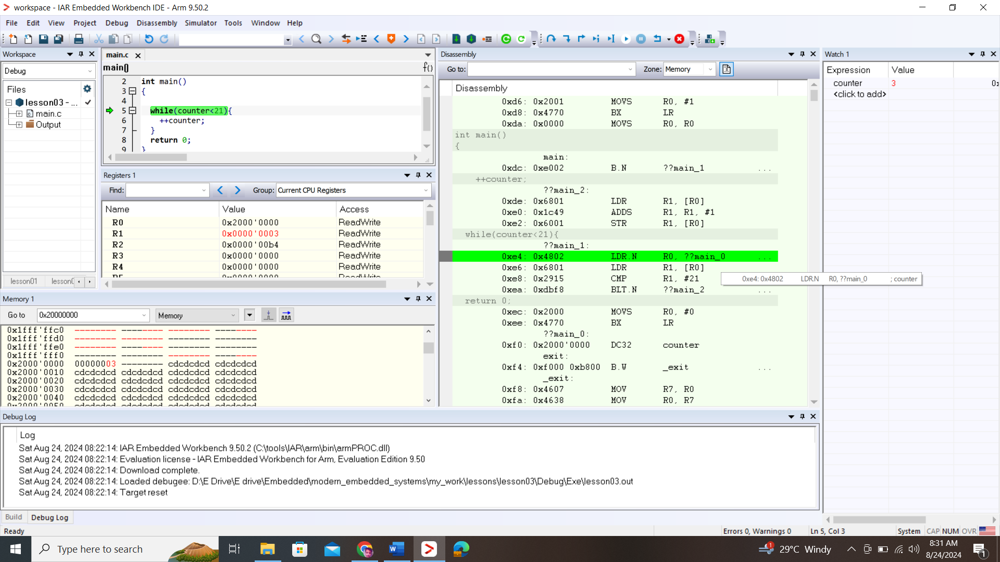 workspace - IAR Embedded Workbench IDE - Arm 9.50.2
File Edit View Project Debug Disassembly Simulator Tools Window Help
Workspace
Debug
Files
lesson03 - ...
main.c
Output
lesson01
main.c
main()
f()
2 int main()
3 {
4
5 while(counter<21){
6 ++counter;
7 }
8 return 0;
9 }
Registers 1
Find:
Group: Current CPU Registers
Name Value Access
R0 0x2000'0000 ReadWrite
R1 0x0000'0003 ReadWrite
R2 0x0000'00b4 ReadWrite
R3 0x0000'0000 ReadWrite
R4 0x0000'0000 ReadWrite
Memory 1
Go to 0x20000000 Memory
0x1fff'ffc0 -------- -------- -------- --------
0x1fff'ffd0 -------- -------- -------- --------
0x1fff'ffe0 -------- -------- -------- --------
0x1fff'fff0 -------- -------- -------- --------
0x2000'0000 00000003 -------- cdcdcdcd cdcdcdcd
0x2000'0010 cdcdcdcd cdcdcdcd cdcdcdcd cdcdcdcd
0x2000'0020 cdcdcdcd cdcdcdcd cdcdcdcd cdcdcdcd
0x2000'0030 cdcdcdcd cdcdcdcd cdcdcdcd cdcdcdcd
0x2000'0040 cdcdcdcd cdcdcdcd cdcdcdcd cdcdcdcd
Disassembly
Go to:
Zone: Memory
Disassembly
0xd6: 0x2001 MOVS R0, #1
0xd8: 0x4770 BX LR
0xda: 0x0000 MOVS R0, R0
int main()
{
main:
0xdc: 0xe002 B.N ??main_1 ...
++counter;
??main_2:
0xde: 0x6801 LDR R1, [R0]
0xe0: 0x1c49 ADDS R1, R1, #1
0xe2: 0x6001 STR R1, [R0]
while(counter<21){
??main_1:
0xe4: 0x4802 LDR.N R0, ??main_0 ...
0xe6: 0x6801 LDR R1, [R0]
0xe8: 0x2915 CMP R1, #21
0xe4: 0x4802 LDR.N R0, ??main_0 ; counter
0xea: 0xdbf8 BLT.N ??main_2 ...
return 0;
0xec: 0x2000 MOVS R0, #0
0xee: 0x4770 BX LR
??main_0:
0xf0: 0x2000'0000 DC32 counter
exit:
0xf4: 0xf000 0xb800 B.W _exit ...
_exit:
0xf8: 0x4607 MOV R7, R0
0xfa: 0x4638 MOV R0, R7
Watch 1
Expression Value
counter 3
<click to add>
Debug Log
Log
Sat Aug 24, 2024 08:22:14: IAR Embedded Workbench 9.50.2 (C:\tools\IAR\arm\bin\armPROC.dll)
Sat Aug 24, 2024 08:22:14: Evaluation license - IAR Embedded Workbench for Arm, Evaluation Edition 9.50
Sat Aug 24, 2024 08:22:14: Download complete.
Sat Aug 24, 2024 08:22:14: Loaded debugee: D:\E Drive\E drive\Embedded\modern_embedded_systems\my_work\lessons\lesson03\Debug\Exe\lesson03.out
Sat Aug 24, 2024 08:22:14: Target reset
Build Debug Log
Ready
Errors 0, Warnings 0
Ln 5, Col 3
System
CAP NUM OVR
Type here to search
29°C Windy
8:31 AM
8/24/2024